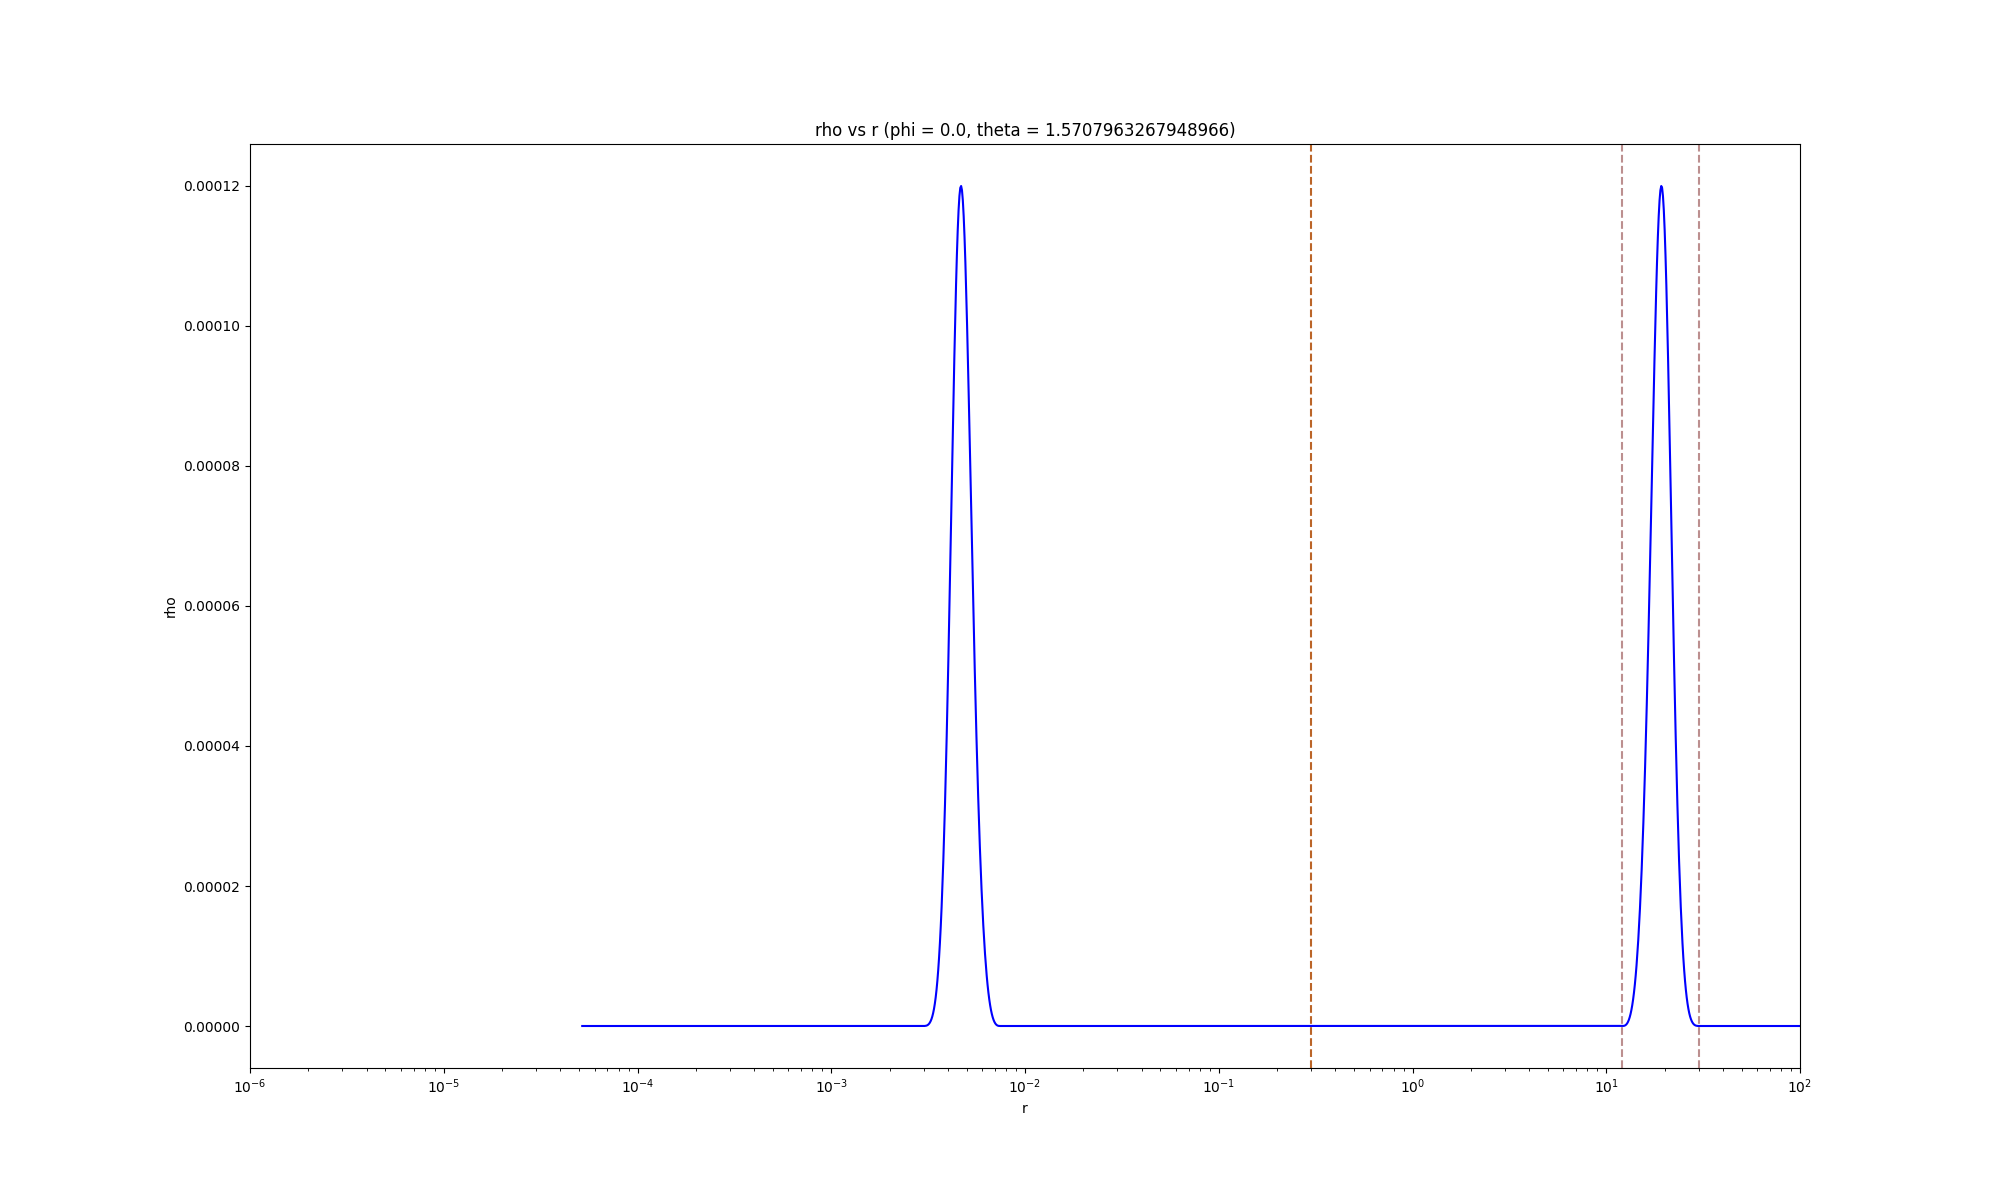 rho vs r (phi = 0.0, theta = 1.5707963267948966)
0.00012
0.00010
0.00008
0.00006
0.00004
0.00002
0.00000
rho
10⁻⁶ 10⁻⁵ 10⁻⁴ 10⁻³ 10⁻² 10⁻¹ 10⁰ 10¹ 10²
r